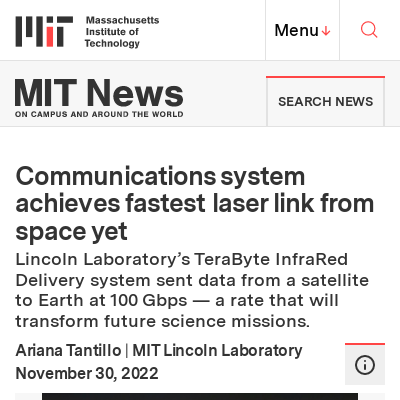 MIT
Massachusetts
Institute of
Technology
Menu↓
MIT News
ON CAMPUS AND AROUND THE WORLD
SEARCH NEWS
Communications system
achieves fastest laser link from
space yet
Lincoln Laboratory’s TeraByte InfraRed
Delivery system sent data from a satellite
to Earth at 100 Gbps — a rate that will
transform future science missions.
Ariana Tantillo | MIT Lincoln Laboratory
November 30, 2022